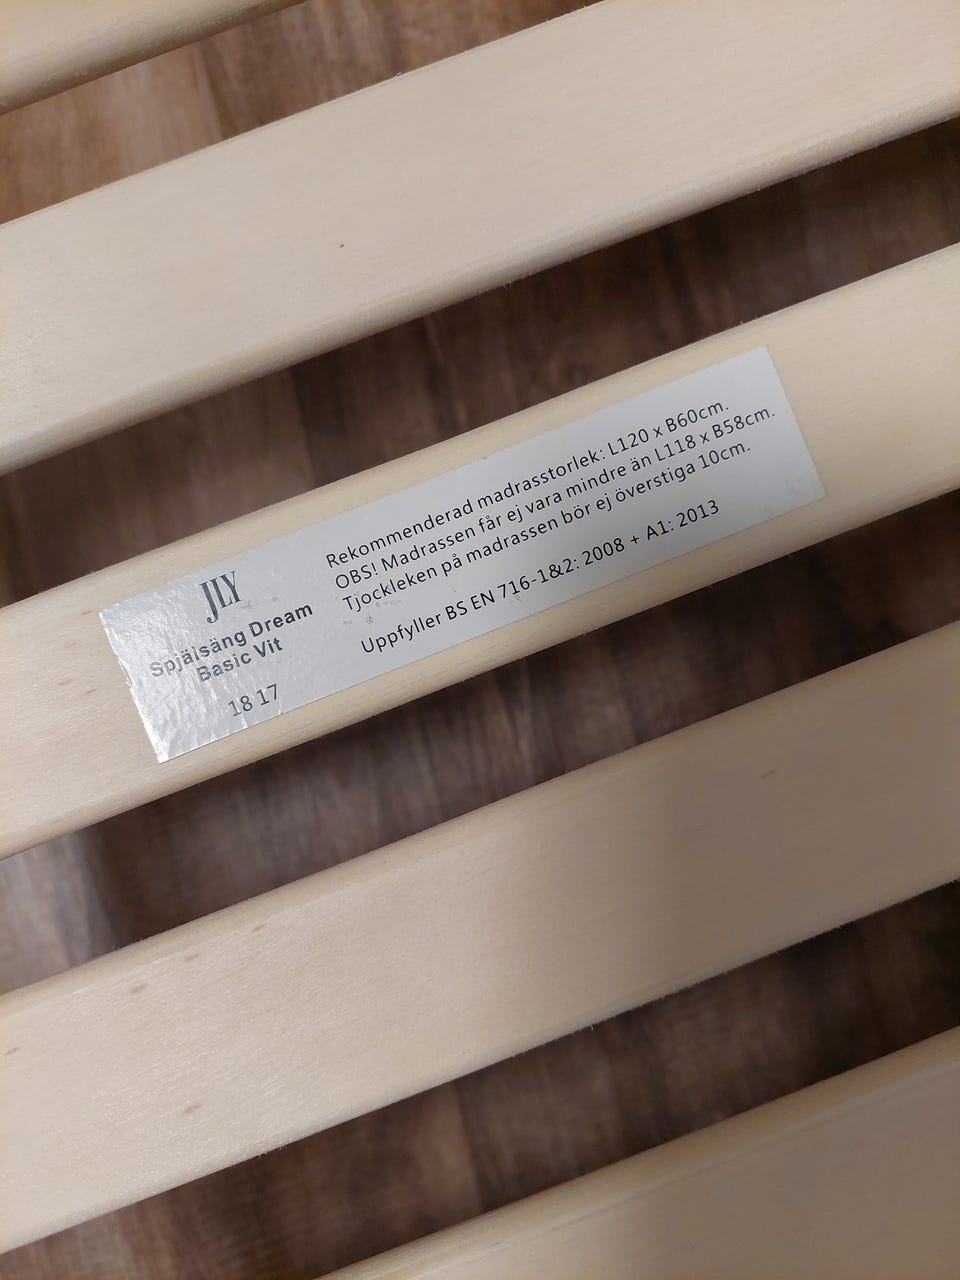 JLY
Spjälsäng Dream
Basic Vit
18 17
Rekommenderad madrasstorlek: L120 x B60cm.
OBS! Madrassen får ej vara mindre än L118 x B58cm.
Tjockleken på madrassen bör ej överstiga 10cm.
Uppfyller BS EN 716-1&2: 2008 + A1: 2013